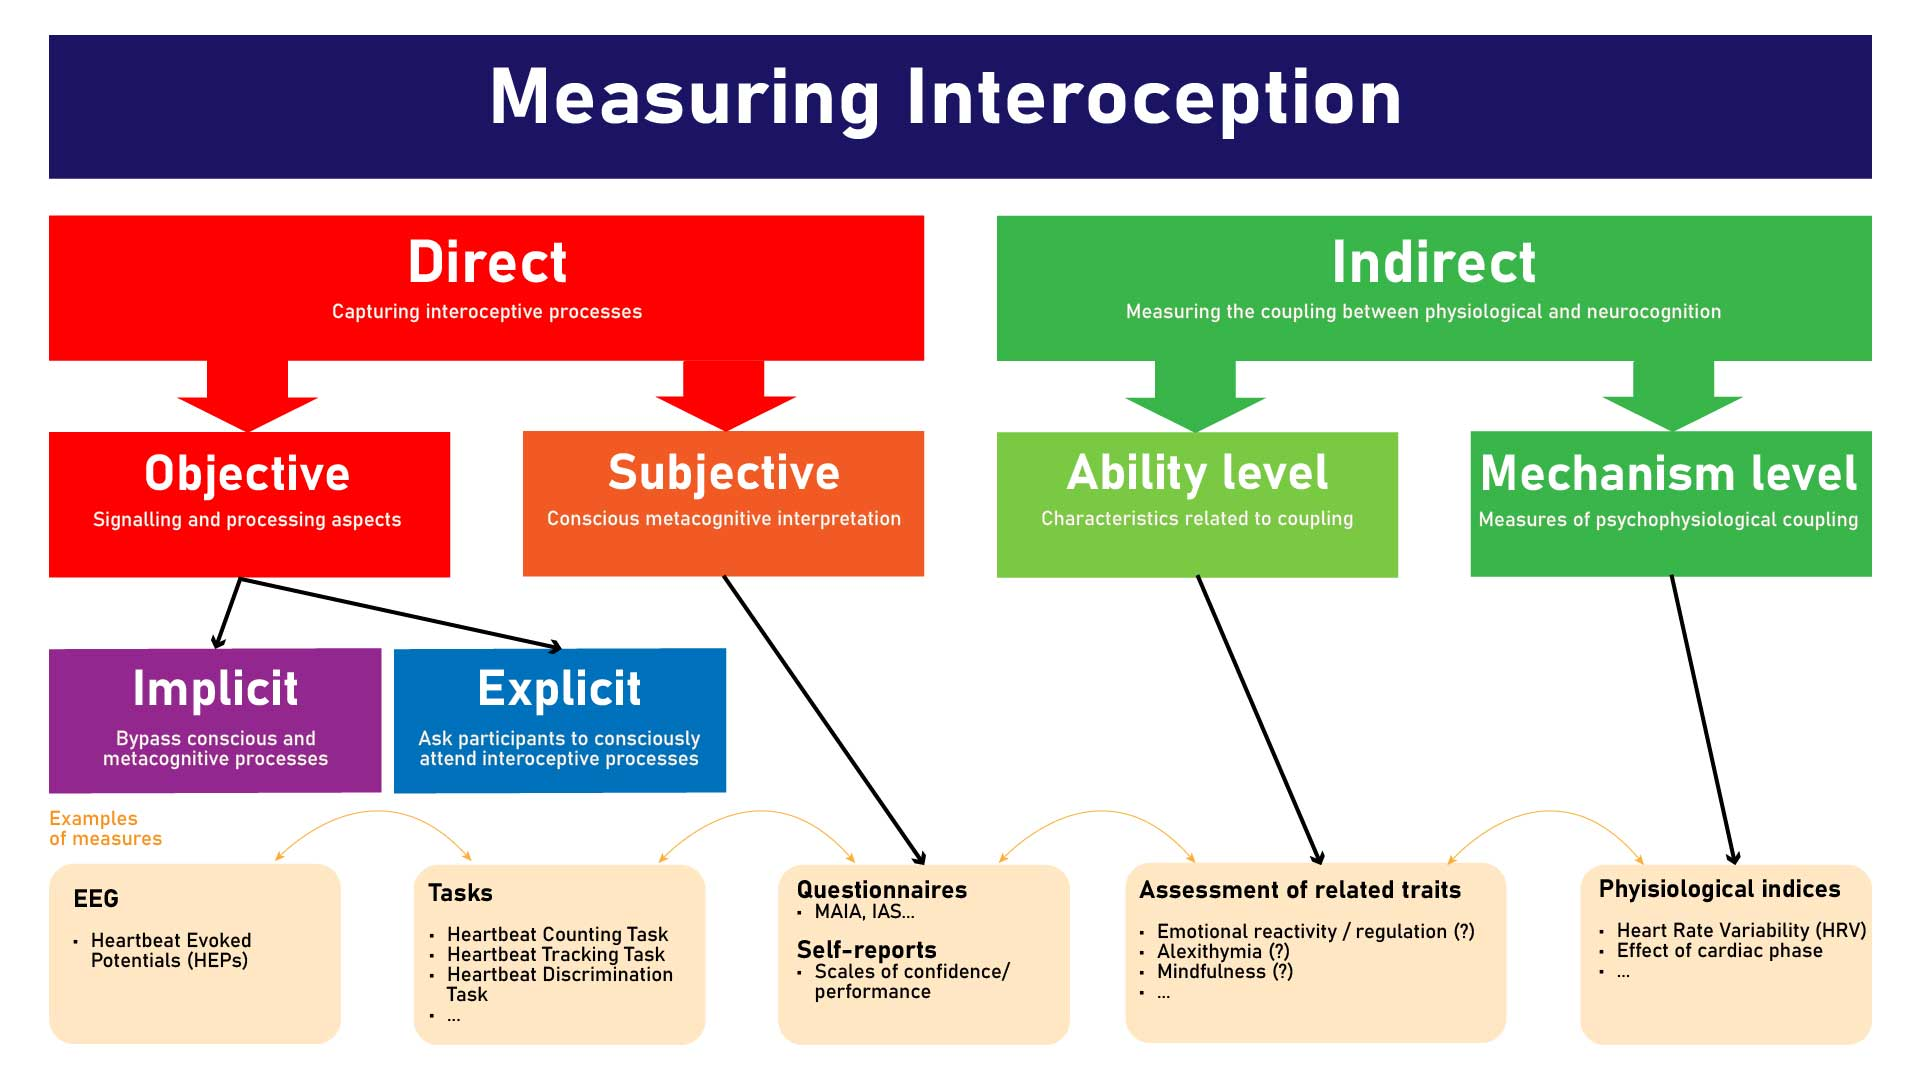 Measuring Interoception
Direct
Capturing interoceptive processes
Indirect
Measuring the coupling between physiological and neurocognition
Objective
Signalling and processing aspects
Subjective
Conscious metacognitive interpretation
Ability level
Characteristics related to coupling
Mechanism level
Measures of psychophysiological coupling
Implicit
Bypass conscious and
metacognitive processes
Explicit
Ask participants to consciously
attend interoceptive processes
Examples
of measures
EEG
▪ Heartbeat Evoked
Potentials (HEPs)
Tasks
▪ Heartbeat Counting Task
▪ Heartbeat Tracking Task
▪ Heartbeat Discrimination
Task
▪ ...
Questionnaires
▪ MAIA, IAS...
Self-reports
▪ Scales of confidence/
performance
Assessment of related traits
▪ Emotional reactivity / regulation (?)
▪ Alexithymia (?)
▪ Mindfulness (?)
▪ ...
Phyisiological indices
▪ Heart Rate Variability (HRV)
▪ Effect of cardiac phase
▪ ...